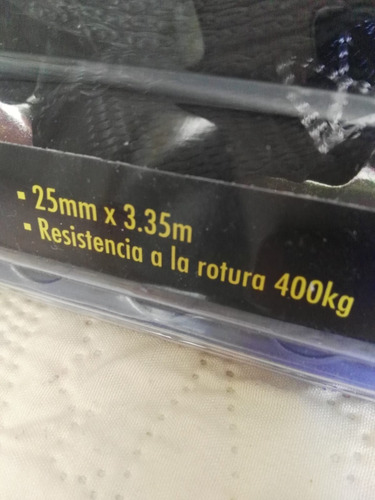 ▪ 25mm x 3.35m
▪ Resistencia a la rotura 400kg